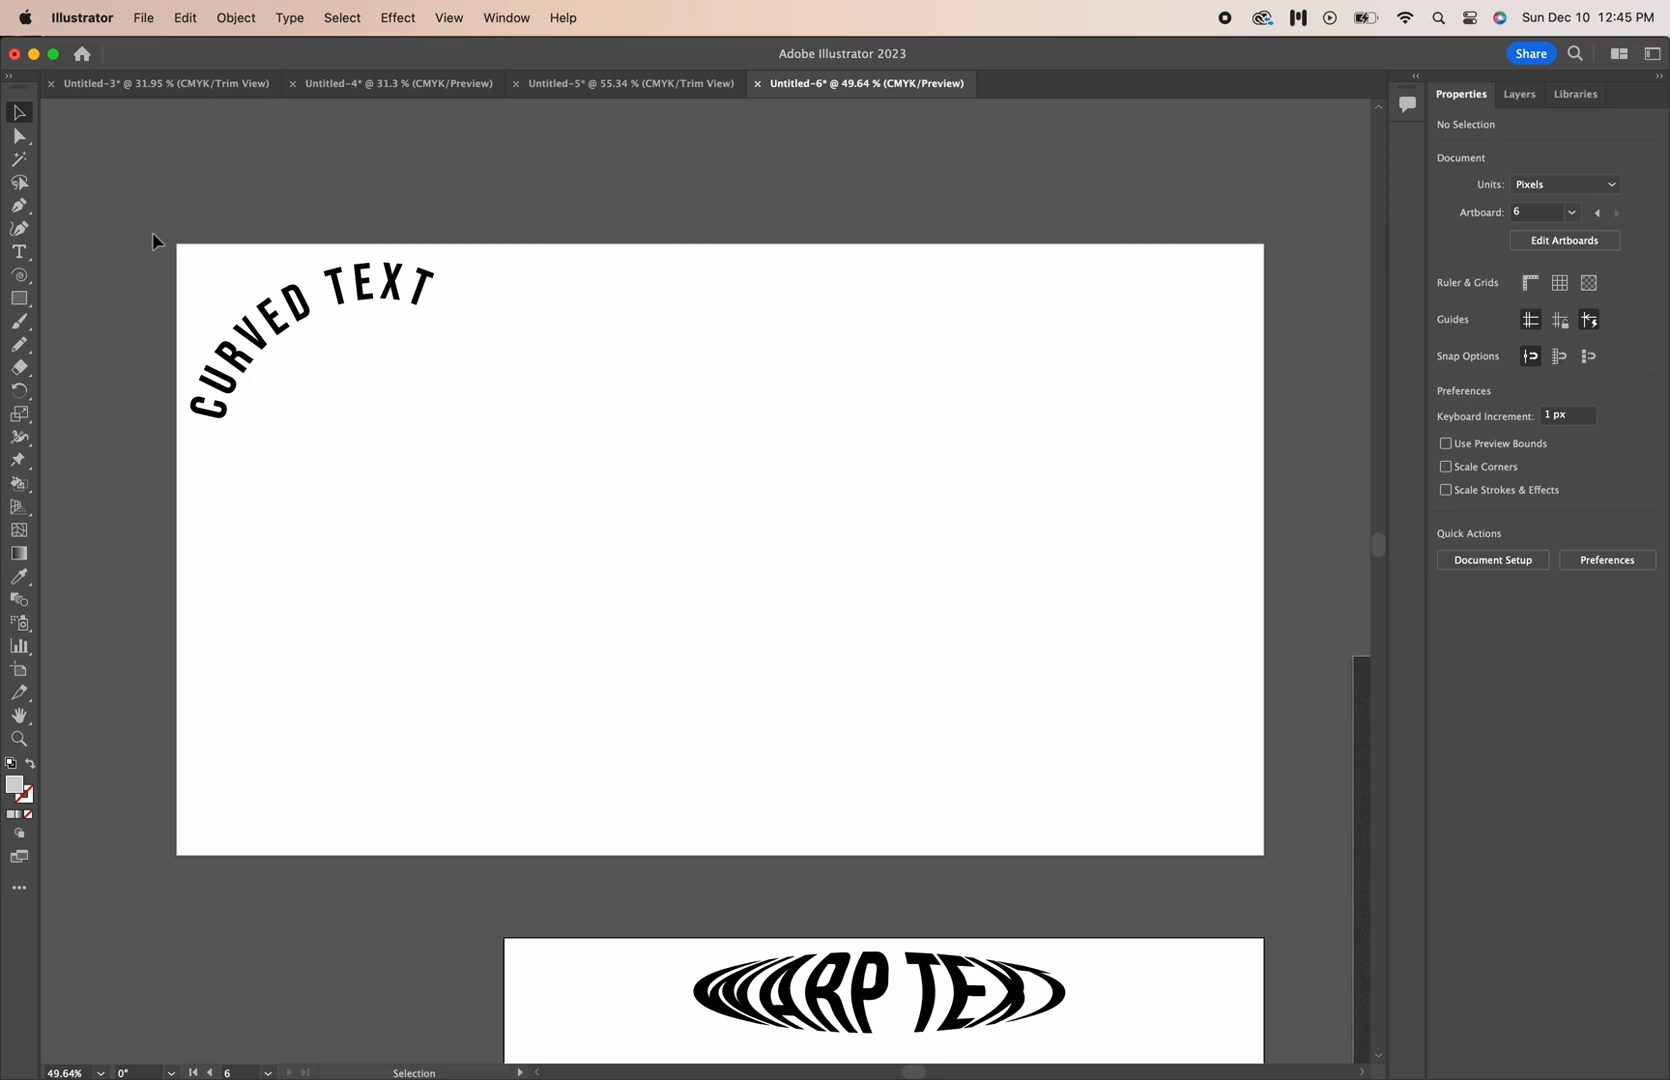 Illustrator File Edit Object Type Select Effect View Window Help Sun Dec 10 12:45 PM
Adobe Illustrator 2023 Share
Untitled-3* @ 31.95 % (CMYK/Trim View) Untitled-4* @ 31.3 % (CMYK/Preview) Untitled-5* @ 55.34 % (CMYK/Trim View) Untitled-6* @ 49.64 % (CMYK/Preview)
Properties Layers Libraries
No Selection
Document
Units: Pixels
Artboard: 6
Edit Artboards
Ruler & Grids
Guides
Snap Options
Preferences
Keyboard Increment: 1 px
Use Preview Bounds
Scale Corners
Scale Strokes & Effects
Quick Actions
Document Setup Preferences
CURVED TEXT
WARP TEXT
49.64% 0° 6 Selection